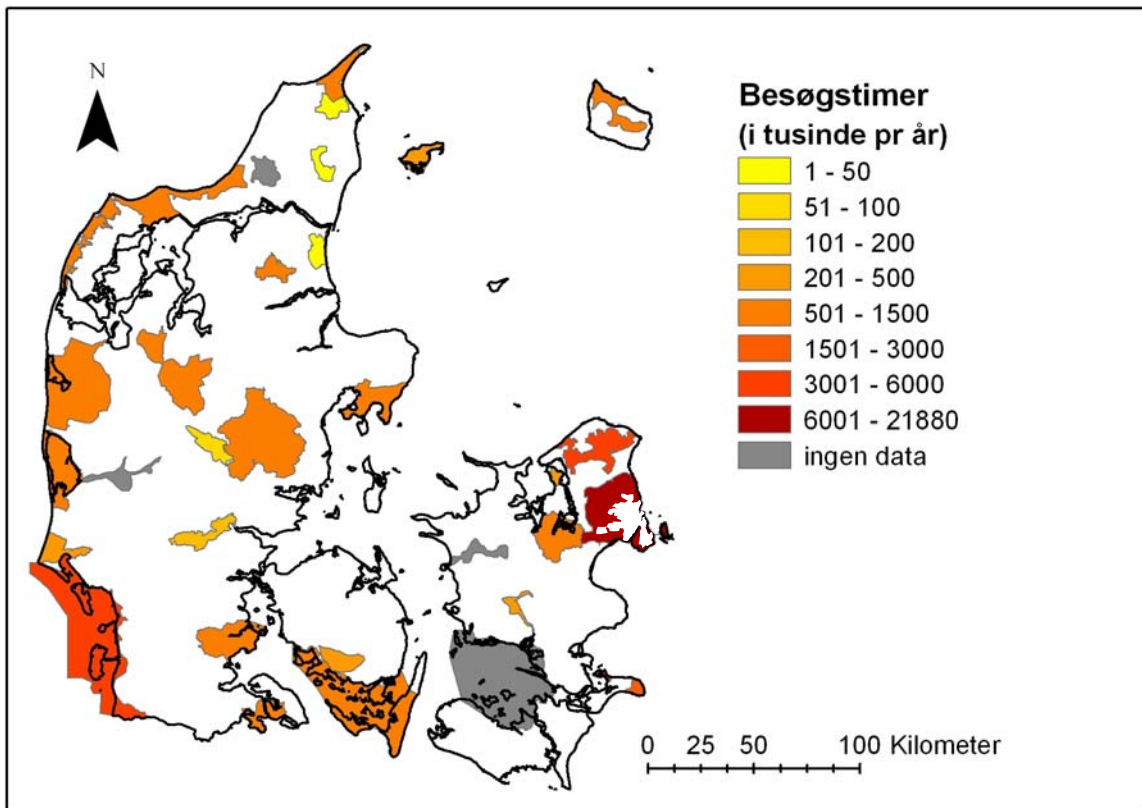 N
Besøgstimer
(i tusinde pr år)
1 - 50
51 - 100
101 - 200
201 - 500
501 - 1500
1501 - 3000
3001 - 6000
6001 - 21880
ingen data
0 25 50 100 Kilometer